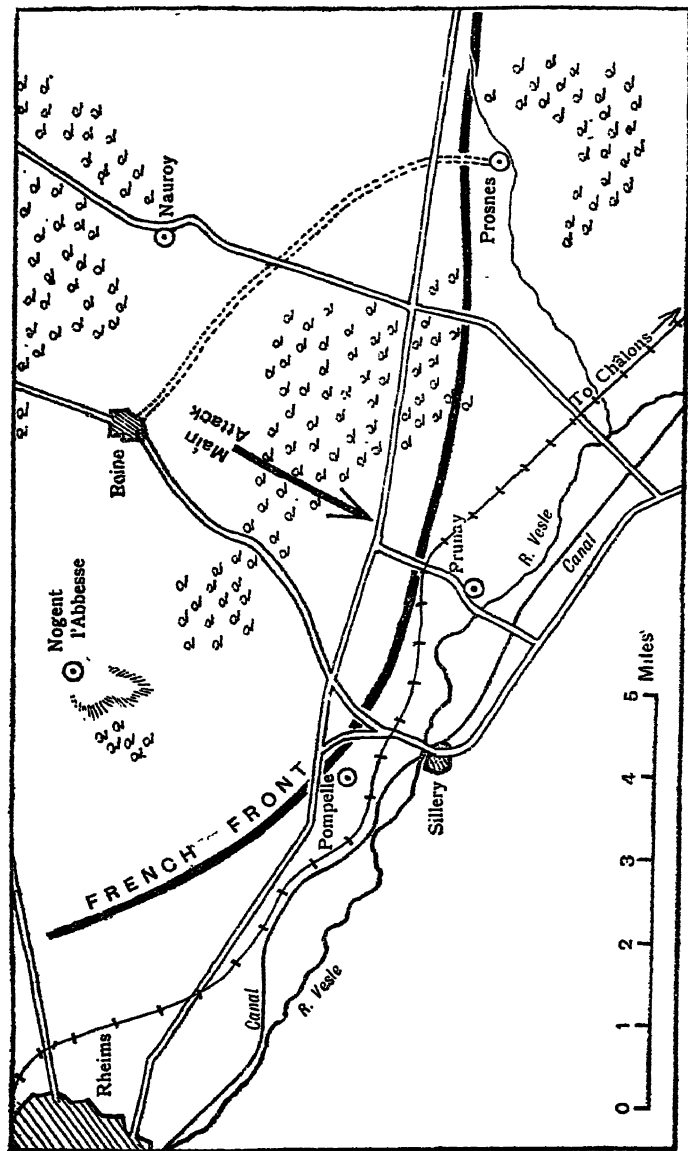 Rheims
Nogent
l'Abbesse
Beine
Nauroy
FRENCH FRONT
Main
Attack
Canal
R. Vesle
Pompelle
Sillery
Prunay
Prosnes
R. Vesle
Canal
To Châlons
0 1 2 3 4 5 Miles